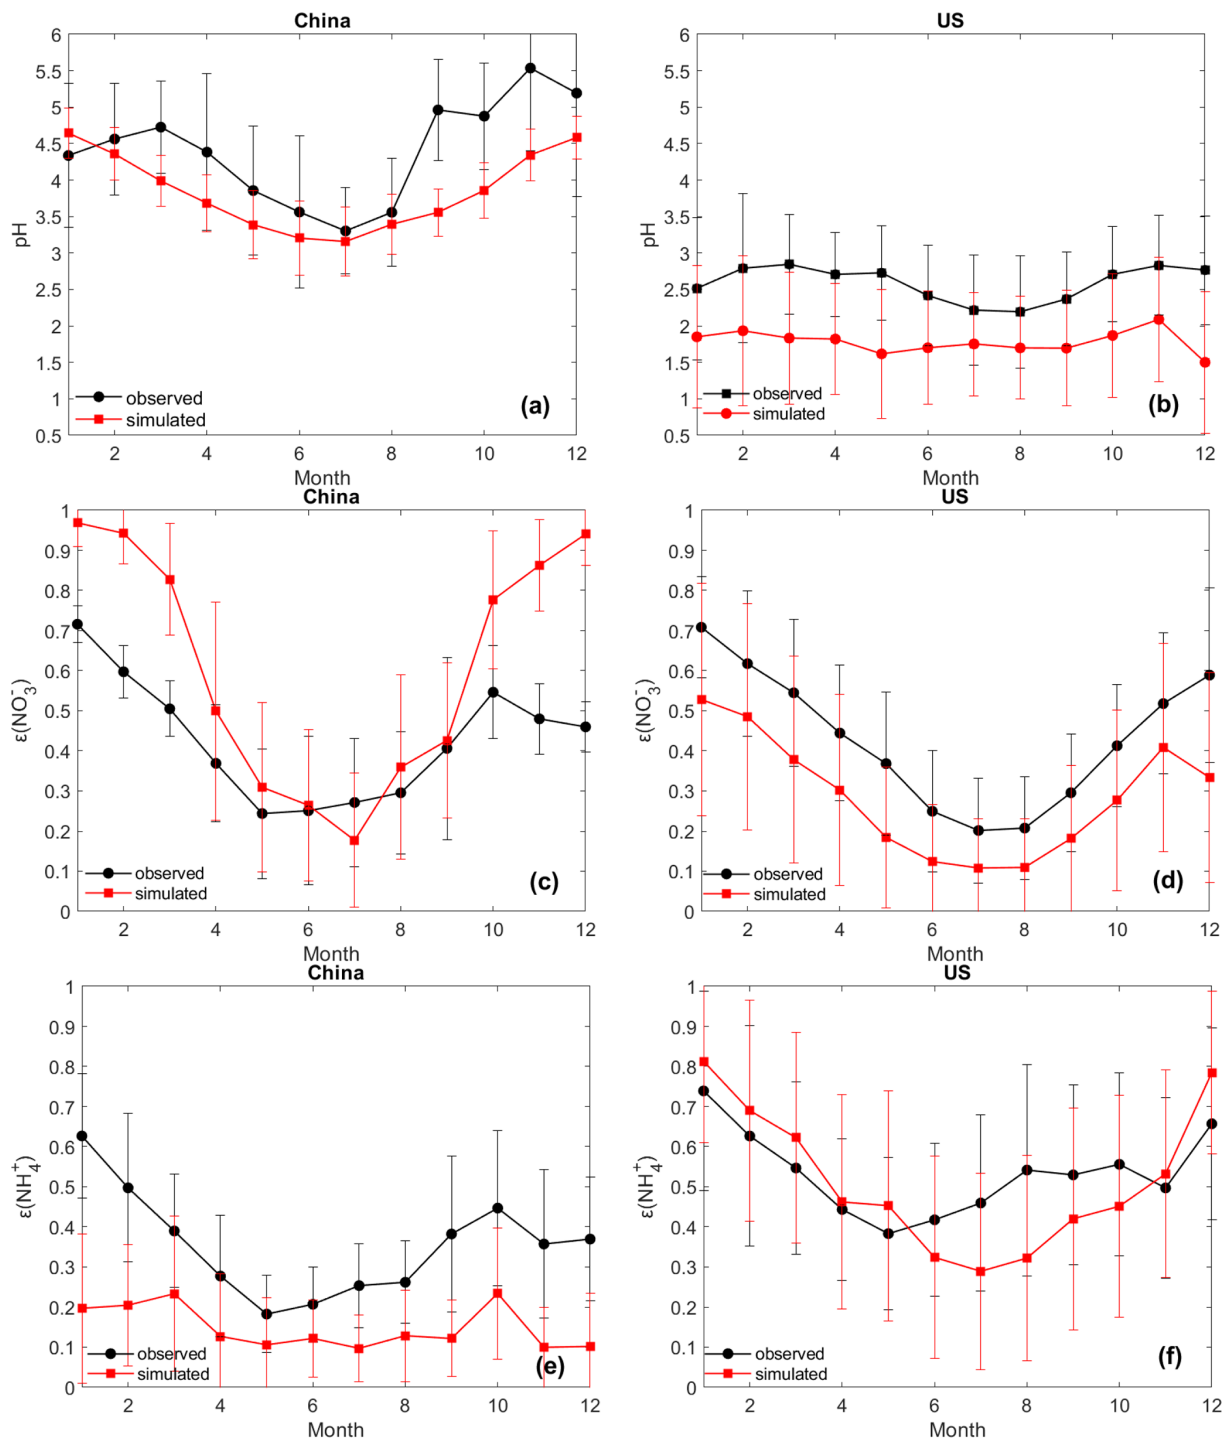 China
6
5.5
5
4.5
4
3.5
3
2.5
2
1.5
1
0.5
pH
observed
simulated
(a)
2 4 6 8 10 12
Month
US
6
5.5
5
4.5
4
3.5
3
2.5
2
1.5
1
0.5
pH
observed
simulated
(b)
2 4 6 8 10 12
Month
China
1
0.9
0.8
0.7
0.6
0.5
0.4
0.3
0.2
0.1
0
ε(NO₃⁻)
observed
simulated
(c)
2 4 6 8 10 12
Month
US
1
0.9
0.8
0.7
0.6
0.5
0.4
0.3
0.2
0.1
0
ε(NO₃⁻)
observed
simulated
(d)
2 4 6 8 10 12
Month
China
1
0.9
0.8
0.7
0.6
0.5
0.4
0.3
0.2
0.1
0
ε(NH₄⁺)
observed
simulated
(e)
2 4 6 8 10 12
Month
US
1
0.9
0.8
0.7
0.6
0.5
0.4
0.3
0.2
0.1
0
ε(NH₄⁺)
observed
simulated
(f)
2 4 6 8 10 12
Month